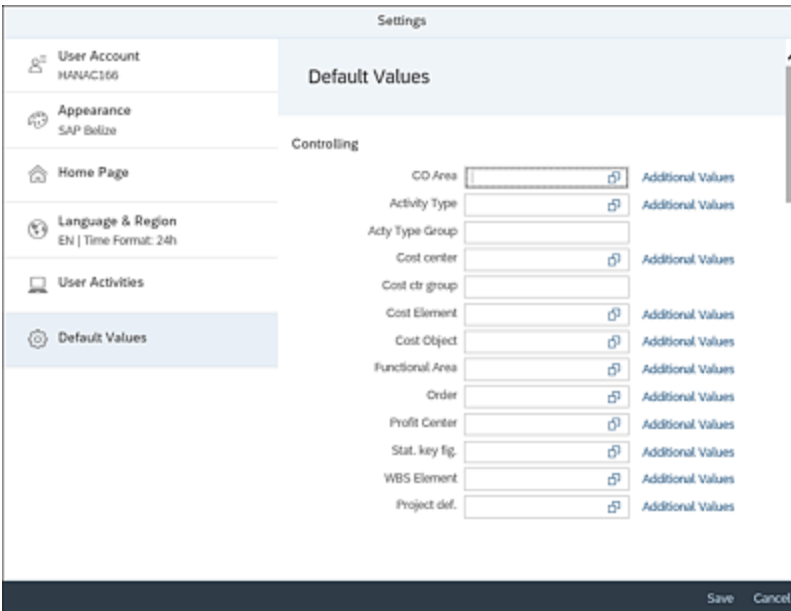 Settings
User Account
HANAC166
Appearance
SAP Belize
Home Page
Language & Region
EN | Time Format: 24h
User Activities
Default Values
Default Values
Controlling
CO Area Additional Values
Activity Type Additional Values
Acty Type Group
Cost center Additional Values
Cost ctr group
Cost Element Additional Values
Cost Object Additional Values
Functional Area Additional Values
Order Additional Values
Profit Center Additional Values
Stat. key fig. Additional Values
WBS Element Additional Values
Project def. Additional Values
Save Cancel